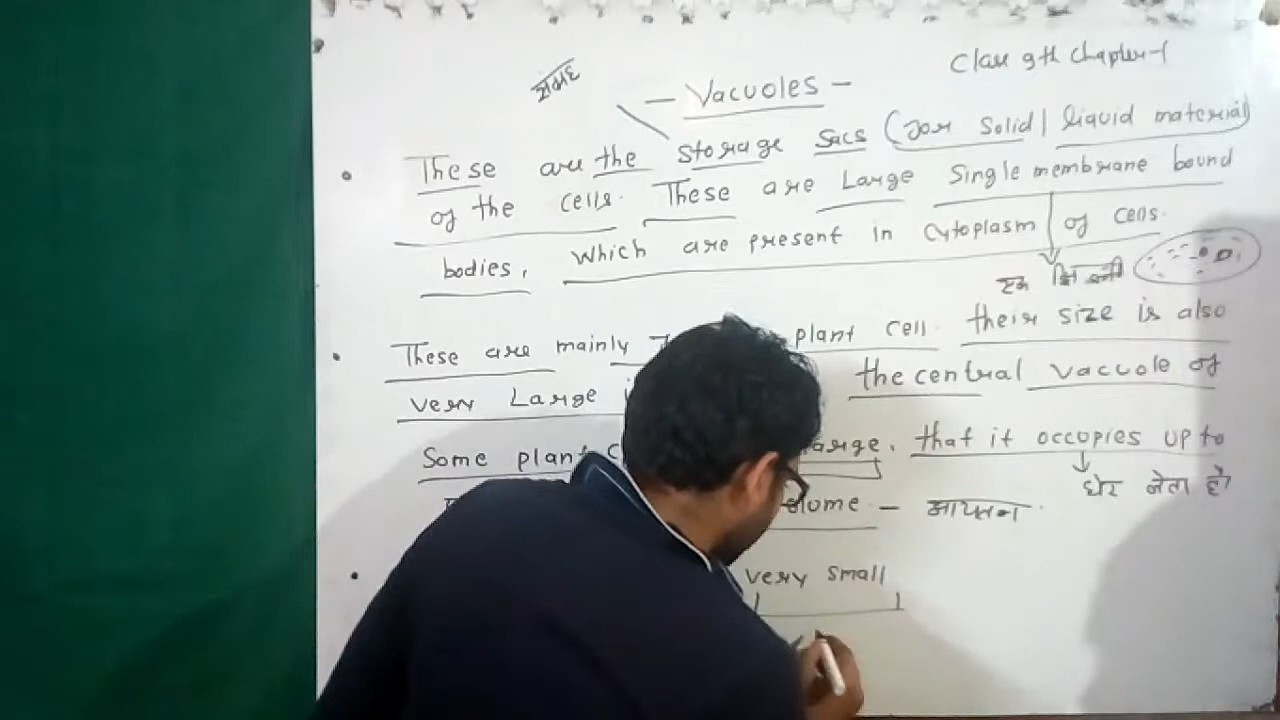 Class 9th Chapter-1
- Vacuoles -
These are the storage sacs (for solid/liquid material)
of the cells. These are Large Single membrane bound
bodies, which are present in cytoplasm of cells.
एक झिल्ली
These are mainly plant cell. their size is also
very Large the central vacuole of
Some plant that it occupies up to
घेर लेता है
- आयतन
very small